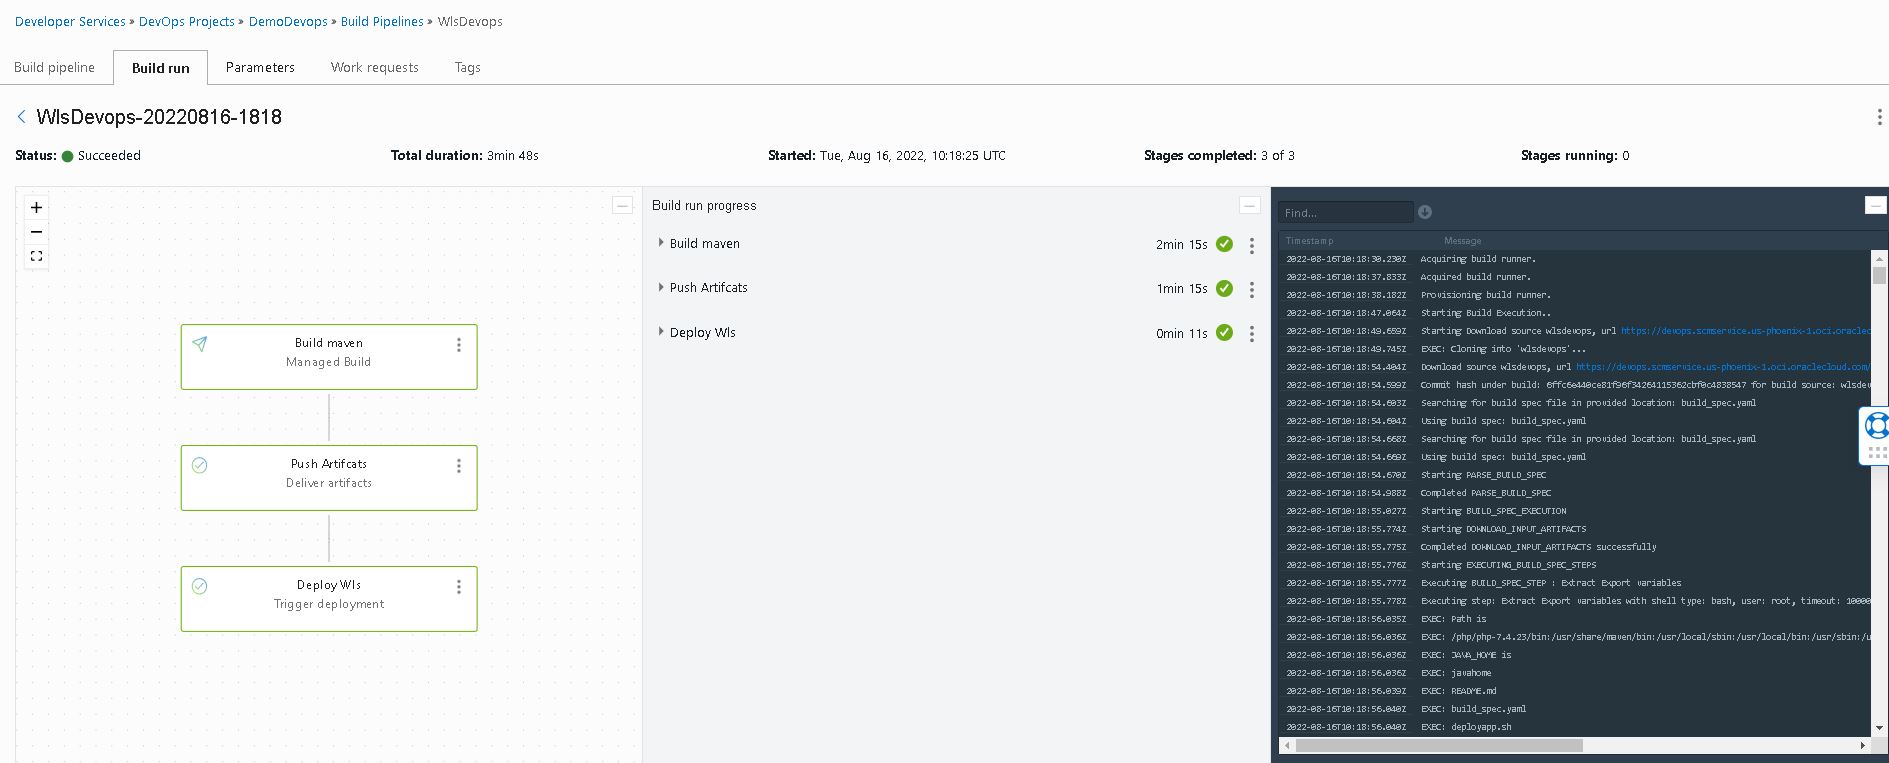 Developer Services » DevOps Projects » DemoDevops » Build Pipelines » WlsDevops
Build pipeline Build run Parameters Work requests Tags
WlsDevops-20220816-1818
Status: Succeeded Total duration: 3min 48s Started: Tue, Aug 16, 2022, 10:18:25 UTC Stages completed: 3 of 3 Stages running: 0
Build maven
Managed Build
Push Artifcats
Deliver artifacts
Deploy Wls
Trigger deployment
Build run progress
Build maven 2min 15s
Push Artifcats 1min 15s
Deploy Wls 0min 11s
Find...
Timestamp Message
2022-08-16T10:18:30.230Z Acquiring build runner.
2022-08-16T10:18:37.833Z Acquired build runner.
2022-08-16T10:18:38.182Z Provisioning build runner.
2022-08-16T10:18:47.064Z Starting Build Execution..
2022-08-16T10:18:49.659Z Starting Download source wlsdevops, url https://devops.scmservice.us-phoenix-1.oci.oraclec
2022-08-16T10:18:49.745Z EXEC: Cloning into 'wlsdevops'...
2022-08-16T10:18:54.404Z Download source wlsdevops, url https://devops.scmservice.us-phoenix-1.oci.oraclecloud.com/
2022-08-16T10:18:54.599Z Commit hash under build: 6ffc6e440ce81f96f34264115362cbf0c4838547 for build source: wlsdev
2022-08-16T10:18:54.603Z Searching for build spec file in provided location: build_spec.yaml
2022-08-16T10:18:54.604Z Using build spec: build_spec.yaml
2022-08-16T10:18:54.668Z Searching for build spec file in provided location: build_spec.yaml
2022-08-16T10:18:54.669Z Using build spec: build_spec.yaml
2022-08-16T10:18:54.670Z Starting PARSE_BUILD_SPEC
2022-08-16T10:18:54.988Z Completed PARSE_BUILD_SPEC
2022-08-16T10:18:55.027Z Starting BUILD_SPEC_EXECUTION
2022-08-16T10:18:55.774Z Starting DOWNLOAD_INPUT_ARTIFACTS
2022-08-16T10:18:55.775Z Completed DOWNLOAD_INPUT_ARTIFACTS successfully
2022-08-16T10:18:55.776Z Starting EXECUTING_BUILD_SPEC_STEPS
2022-08-16T10:18:55.777Z Executing BUILD_SPEC_STEP : Extract Export variables
2022-08-16T10:18:55.778Z Executing step: Extract Export variables with shell type: bash, user: root, timeout: 10000
2022-08-16T10:18:56.035Z EXEC: Path is
2022-08-16T10:18:56.036Z EXEC: /php/php-7.4.23/bin:/usr/share/maven/bin:/usr/local/sbin:/usr/local/bin:/usr/sbin:/u
2022-08-16T10:18:56.036Z EXEC: JAVA_HOME is
2022-08-16T10:18:56.036Z EXEC: javahome
2022-08-16T10:18:56.039Z EXEC: README.md
2022-08-16T10:18:56.040Z EXEC: build_spec.yaml
2022-08-16T10:18:56.040Z EXEC: deployapp.sh